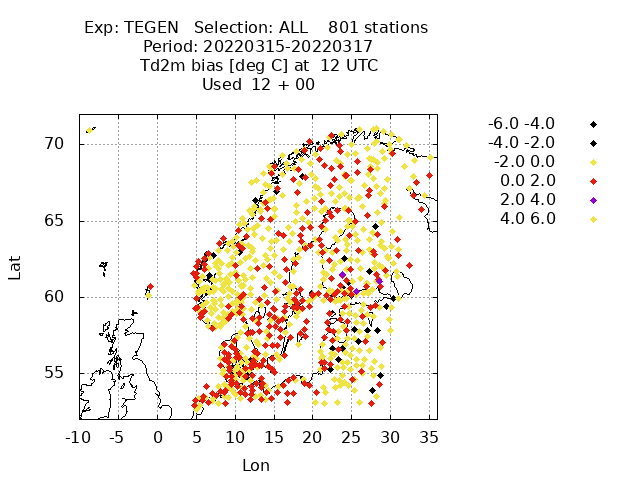 Exp: TEGEN   Selection: ALL    801 stations
Period: 20220315-20220317
Td2m bias [deg C] at  12 UTC
Used  12 + 00
-6.0 -4.0
-4.0 -2.0
-2.0 0.0
0.0 2.0
2.0 4.0
4.0 6.0
70
65
60
55
Lat
-10 -5 0 5 10 15 20 25 30 35
Lon